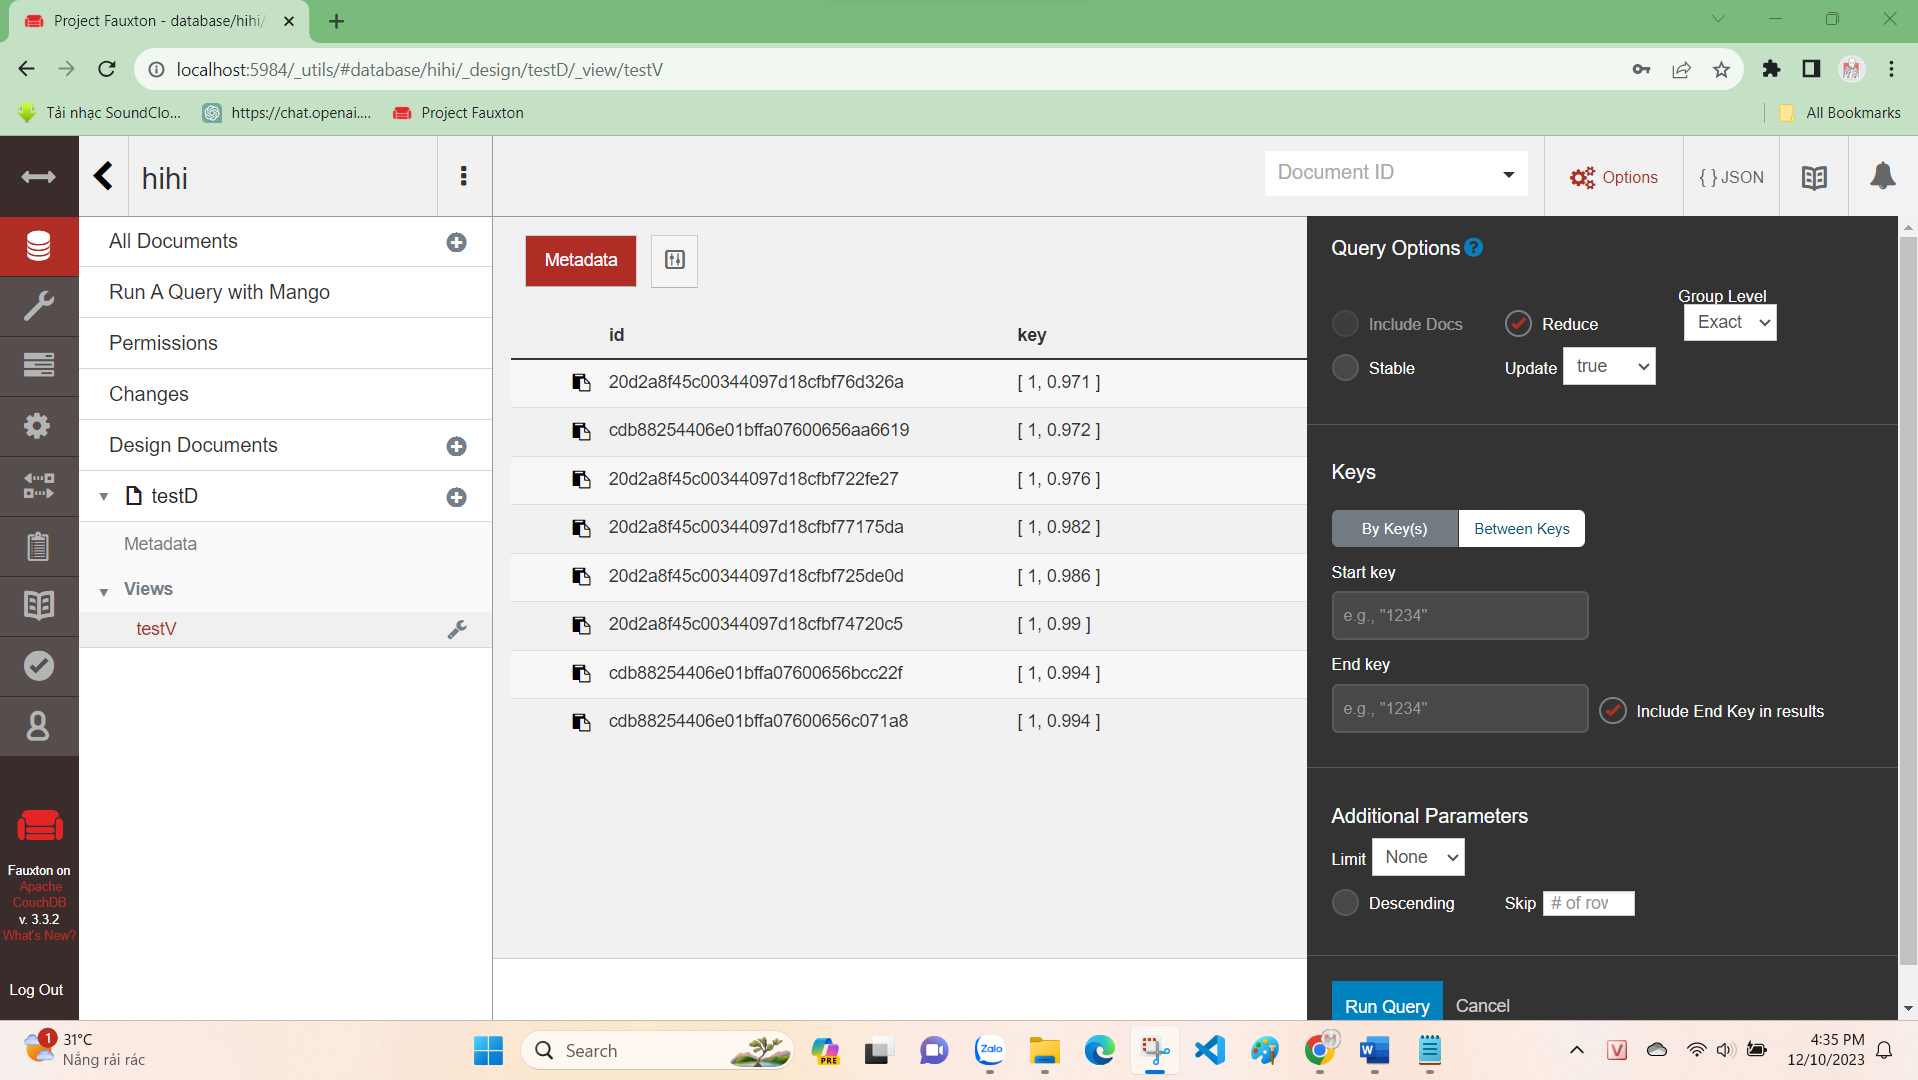 Project Fauxton - database/hihi/
localhost:5984/_utils/#database/hihi/_design/testD/_view/testV
Tải nhạc SoundClo...
https://chat.openai....
Project Fauxton
All Bookmarks
hihi
Document ID
Options
{ } JSON
All Documents
Run A Query with Mango
Permissions
Changes
Design Documents
testD
Metadata
Views
testV
Fauxton on
Apache
CouchDB
v. 3.3.2
What's New?
Log Out
Metadata
id key
20d2a8f45c00344097d18cfbf76d326a [ 1, 0.971 ]
cdb88254406e01bffa07600656aa6619 [ 1, 0.972 ]
20d2a8f45c00344097d18cfbf722fe27 [ 1, 0.976 ]
20d2a8f45c00344097d18cfbf77175da [ 1, 0.982 ]
20d2a8f45c00344097d18cfbf725de0d [ 1, 0.986 ]
20d2a8f45c00344097d18cfbf74720c5 [ 1, 0.99 ]
cdb88254406e01bffa07600656bcc22f [ 1, 0.994 ]
cdb88254406e01bffa07600656c071a8 [ 1, 0.994 ]
Query Options ?
Include Docs
Reduce
Group Level
Exact
Stable
Update true
Keys
By Key(s)
Between Keys
Start key
e.g., "1234"
End key
e.g., "1234"
Include End Key in results
Additional Parameters
Limit None
Descending
Skip # of row
Run Query
Cancel
1
31°C
Nắng rải rác
Search
PRE
Zalo
W
V
4:35 PM
12/10/2023